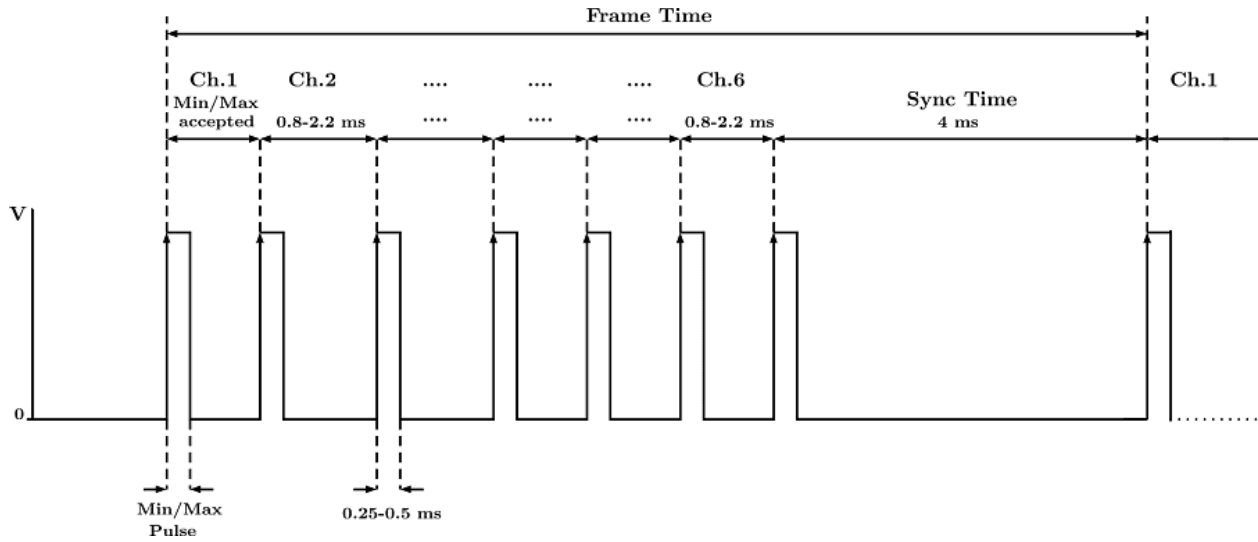 Frame Time
Ch.1 Ch.2 .... .... .... Ch.6 Ch.1
Min/Max
accepted 0.8-2.2 ms .... .... .... 0.8-2.2 ms
Sync Time
4 ms
V
0
Min/Max
Pulse
0.25-0.5 ms